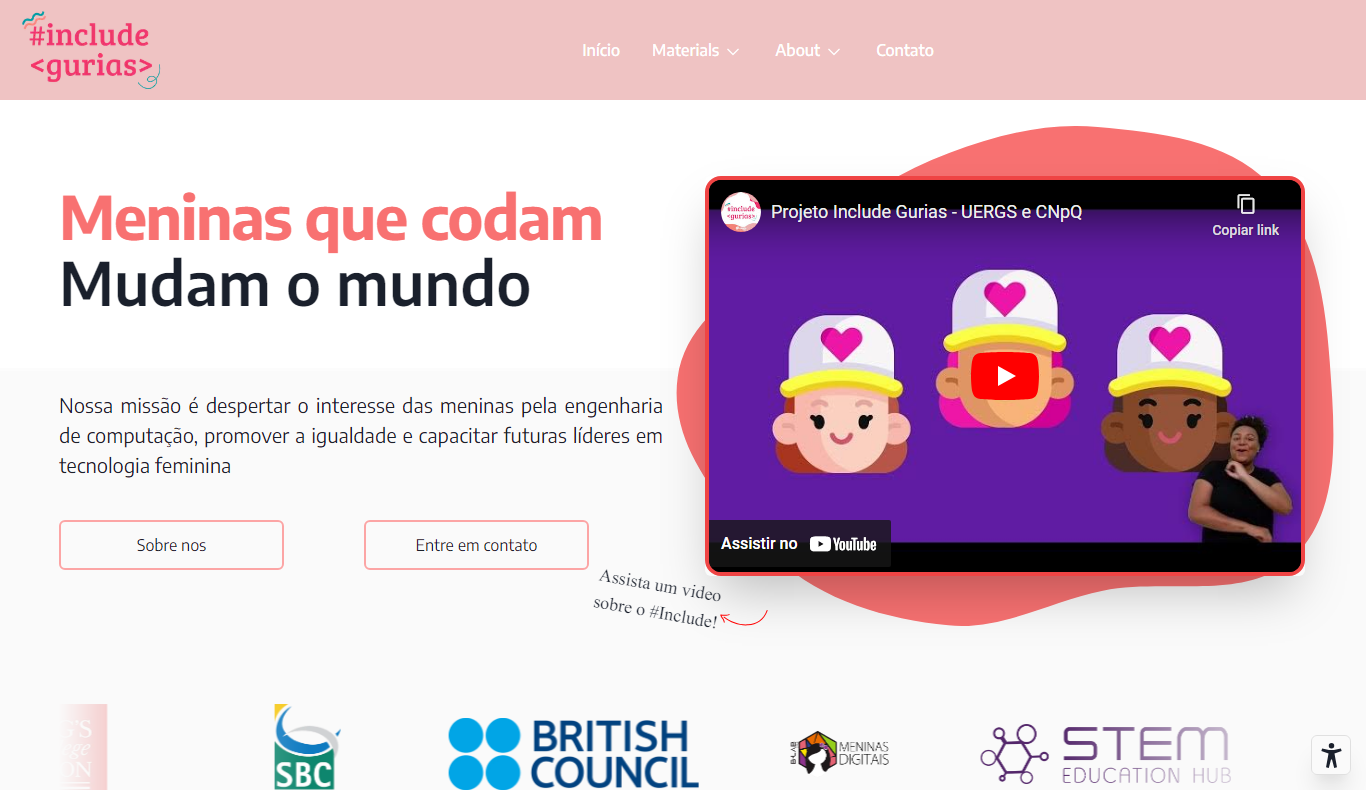 #include
<gurias>
Início
Materials
About
Contato
Meninas que codam
Mudam o mundo
Nossa missão é despertar o interesse das meninas pela engenharia
de computação, promover a igualdade e capacitar futuras líderes em
tecnologia feminina
Sobre nos
Entre em contato
#include
<gurias>
Projeto Include Gurias - UERGS e CNpQ
Copiar link
Assistir no YouTube
Assista um video
sobre o #Include!
SBC
BRITISH
COUNCIL
MENINAS
DIGITAIS
STEM
EDUCATION HUB